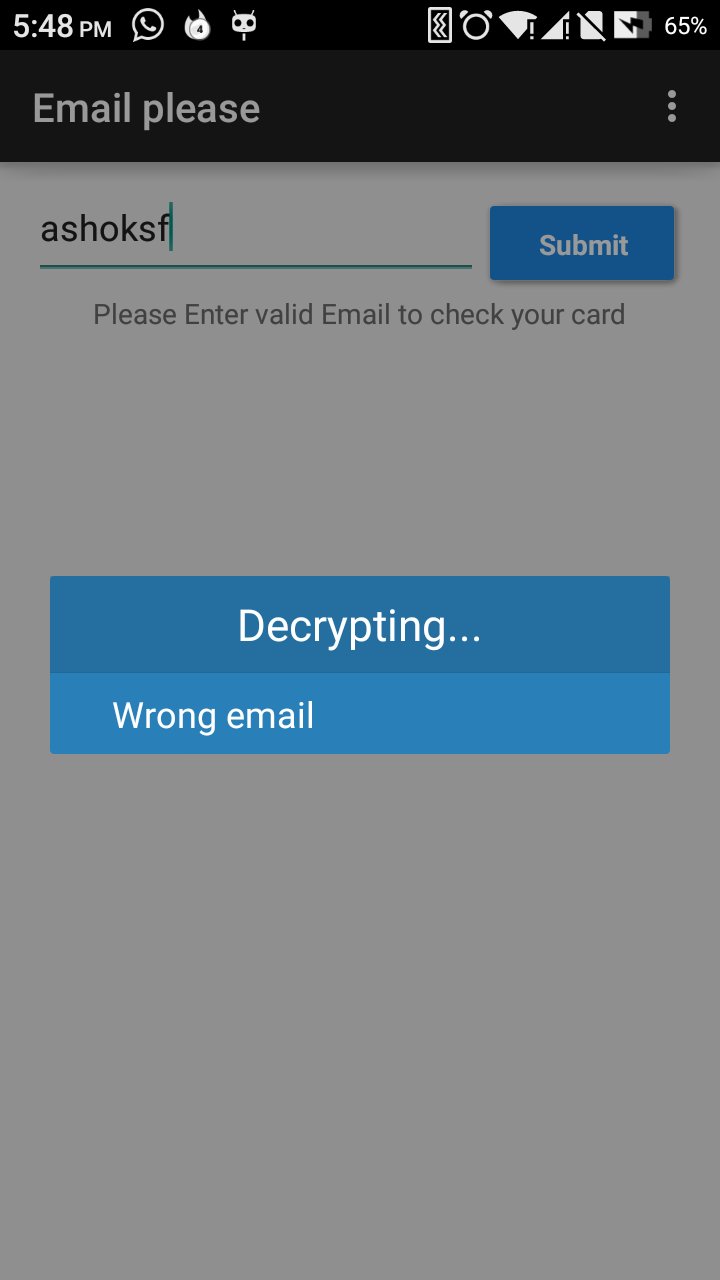 5:48 PM 4 65%
Email please
ashoksf
Submit
Please Enter valid Email to check your card
Decrypting...
Wrong email